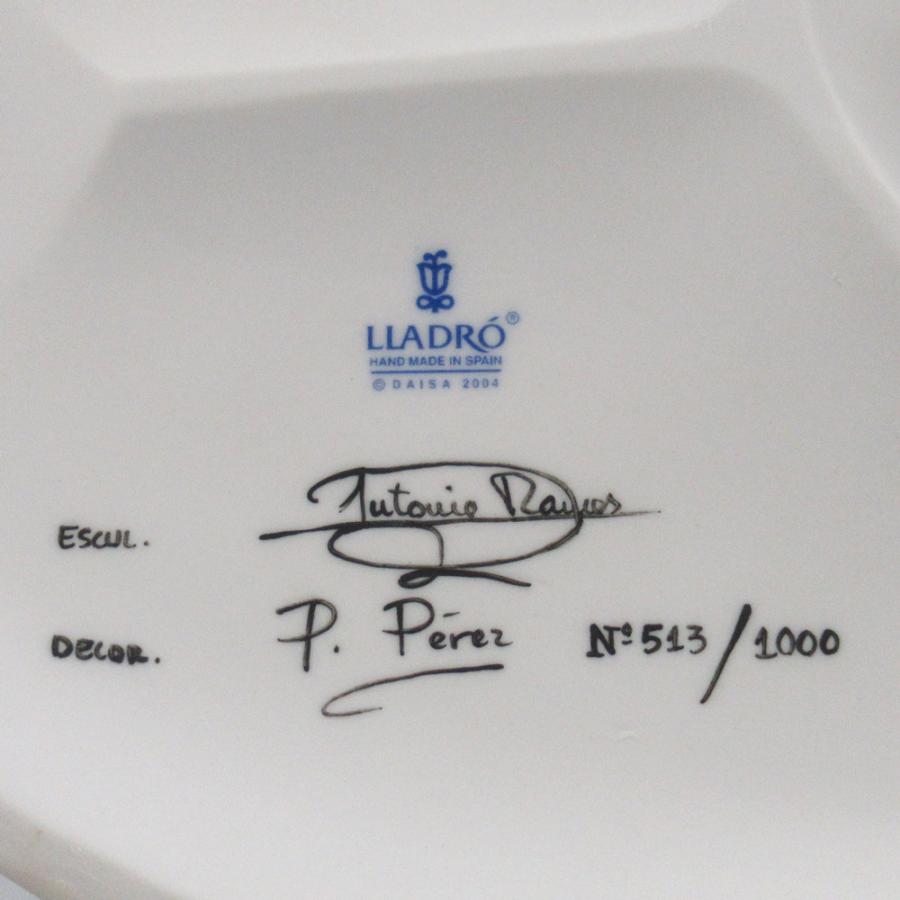 LLADRÓ®
HAND MADE IN SPAIN
© DAISA 2004
ESCUL. Antonio Ramos
DECOR. P. Pérez Nº 513/1000